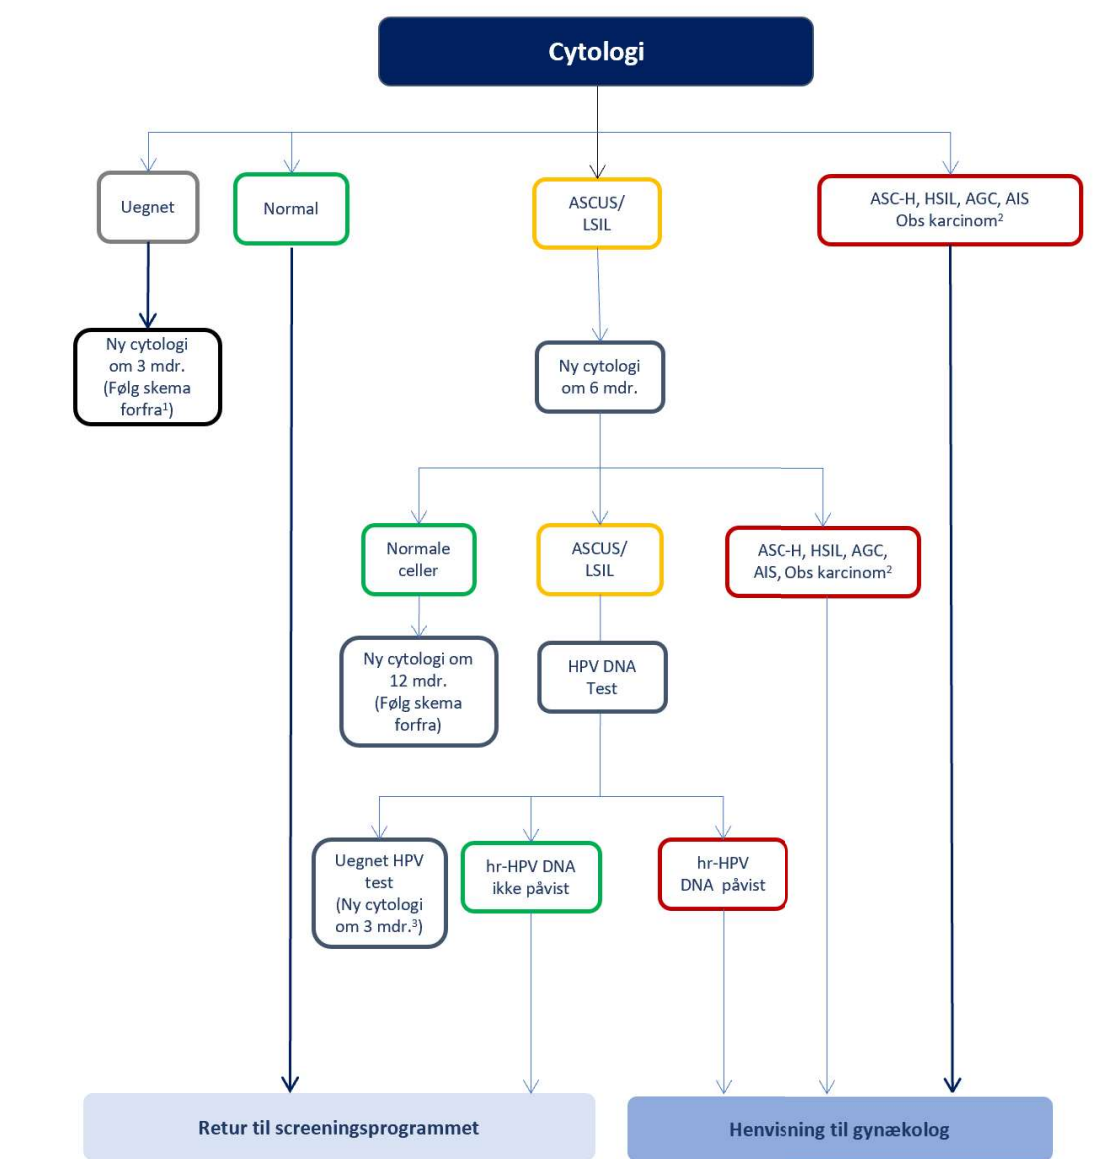 Cytologi
Uegnet
Normal
ASCUS/
LSIL
ASC-H, HSIL, AGC, AIS
Obs karcinom²
Ny cytologi
om 3 mdr.
(Følg skema
forfra¹)
Ny cytologi
om 6 mdr.
Normale
celler
ASCUS/
LSIL
ASC-H, HSIL, AGC,
AIS, Obs karcinom²
Ny cytologi om
12 mdr.
(Følg skema
forfra)
HPV DNA
Test
Uegnet HPV
test
(Ny cytologi
om 3 mdr.³)
hr-HPV DNA
ikke påvist
hr-HPV
DNA påvist
Retur til screeningsprogrammet
Henvisning til gynækolog